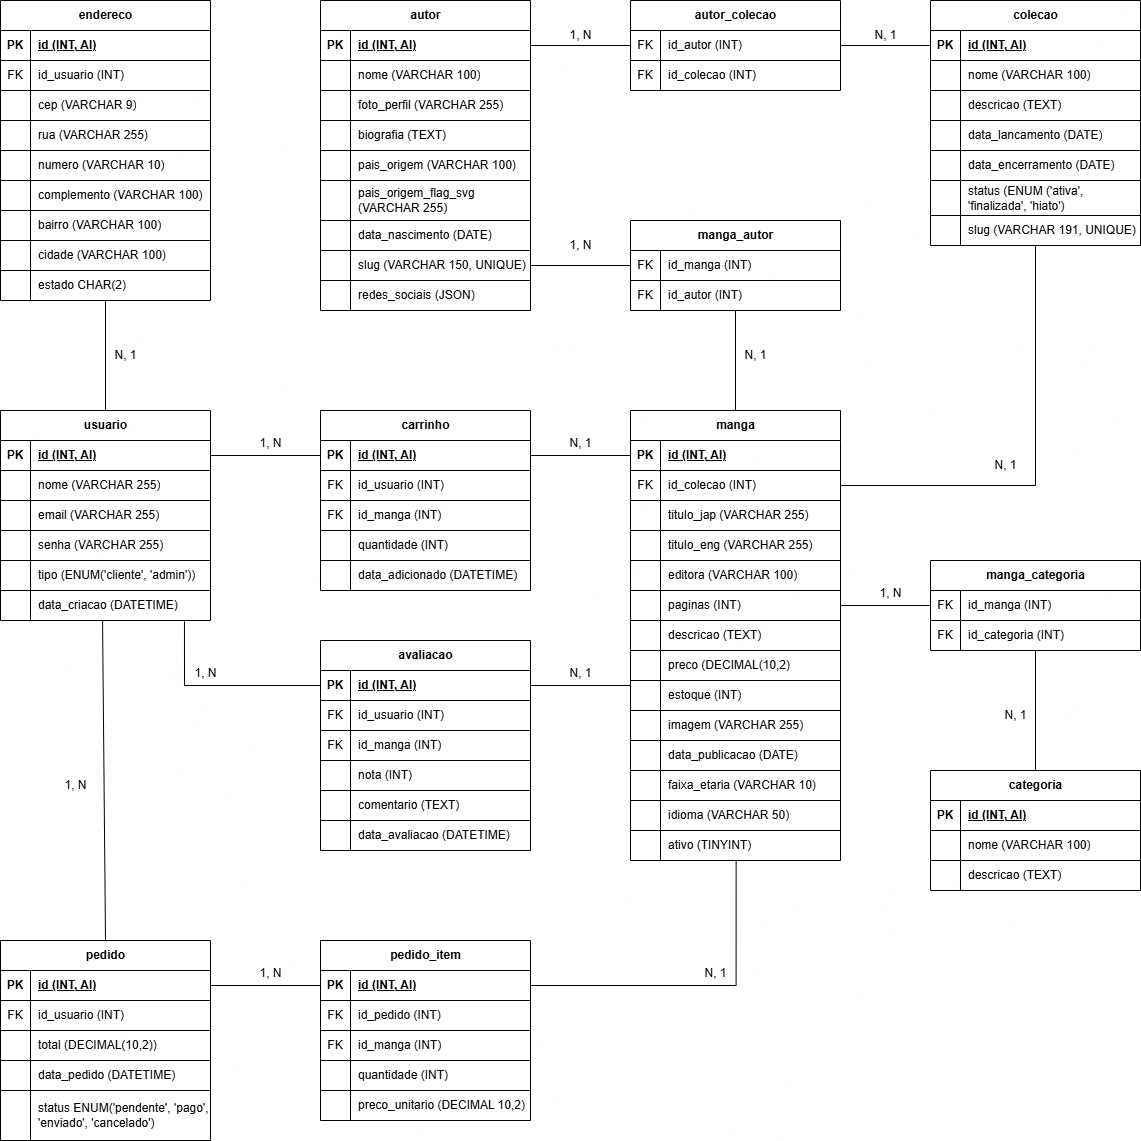 endereco
PK id (INT, AI)
FK id_usuario (INT)
cep (VARCHAR 9)
rua (VARCHAR 255)
numero (VARCHAR 10)
complemento (VARCHAR 100)
bairro (VARCHAR 100)
cidade (VARCHAR 100)
estado CHAR(2)
autor
PK id (INT, AI)
nome (VARCHAR 100)
foto_perfil (VARCHAR 255)
biografia (TEXT)
pais_origem (VARCHAR 100)
pais_origem_flag_svg
(VARCHAR 255)
data_nascimento (DATE)
slug (VARCHAR 150, UNIQUE)
redes_sociais (JSON)
1, N
autor_colecao
FK id_autor (INT)
FK id_colecao (INT)
N, 1
colecao
PK id (INT, AI)
nome (VARCHAR 100)
descricao (TEXT)
data_lancamento (DATE)
data_encerramento (DATE)
status (ENUM ('ativa',
'finalizada', 'hiato')
slug (VARCHAR 191, UNIQUE)
1, N
manga_autor
FK id_manga (INT)
FK id_autor (INT)
N, 1
N, 1
usuario
PK id (INT, AI)
nome (VARCHAR 255)
email (VARCHAR 255)
senha (VARCHAR 255)
tipo (ENUM('cliente', 'admin'))
data_criacao (DATETIME)
1, N
carrinho
PK id (INT, AI)
FK id_usuario (INT)
FK id_manga (INT)
quantidade (INT)
data_adicionado (DATETIME)
N, 1
manga
PK id (INT, AI)
FK id_colecao (INT)
titulo_jap (VARCHAR 255)
titulo_eng (VARCHAR 255)
editora (VARCHAR 100)
paginas (INT)
descricao (TEXT)
preco (DECIMAL(10,2)
estoque (INT)
imagem (VARCHAR 255)
data_publicacao (DATE)
faixa_etaria (VARCHAR 10)
idioma (VARCHAR 50)
ativo (TINYINT)
N, 1
1, N
manga_categoria
FK id_manga (INT)
FK id_categoria (INT)
N, 1
categoria
PK id (INT, AI)
nome (VARCHAR 100)
descricao (TEXT)
1, N
avaliacao
PK id (INT, AI)
FK id_usuario (INT)
FK id_manga (INT)
nota (INT)
comentario (TEXT)
data_avaliacao (DATETIME)
N, 1
1, N
pedido
PK id (INT, AI)
FK id_usuario (INT)
total (DECIMAL(10,2))
data_pedido (DATETIME)
status ENUM('pendente', 'pago',
'enviado', 'cancelado')
1, N
pedido_item
PK id (INT, AI)
FK id_pedido (INT)
FK id_manga (INT)
quantidade (INT)
preco_unitario (DECIMAL 10,2)
N, 1